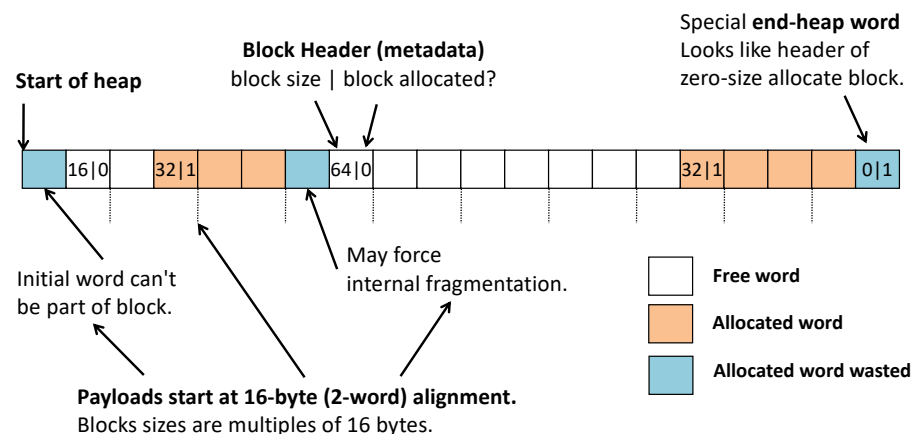 Special end-heap word
Looks like header of
zero-size allocate block.
Block Header (metadata)
block size | block allocated?
Start of heap
16|0
32|1
64|0
32|1
0|1
Initial word can't
be part of block.
May force
internal fragmentation.
Free word
Allocated word
Allocated word wasted
Payloads start at 16-byte (2-word) alignment.
Blocks sizes are multiples of 16 bytes.